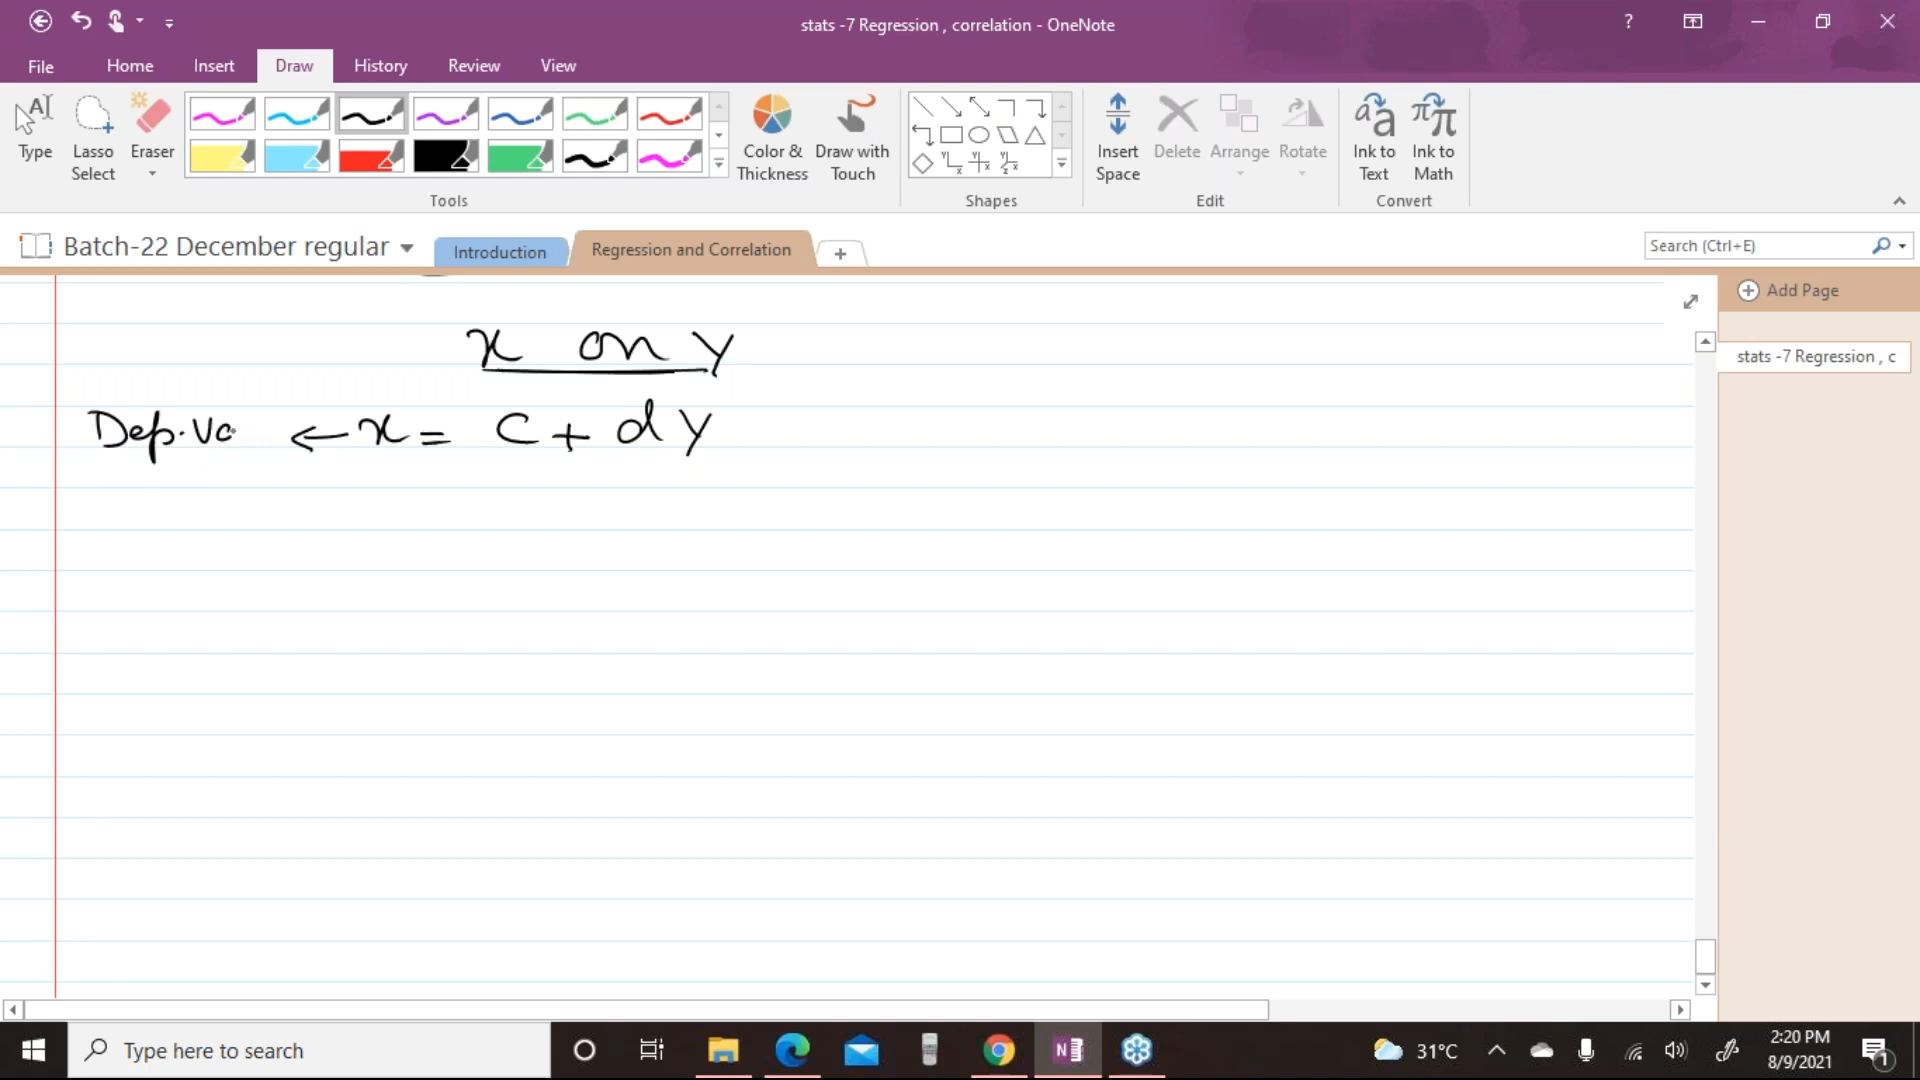 stats -7 Regression , correlation - OneNote
?
File Home Insert Draw History Review View
Type
Lasso Select
Eraser
Color & Thickness
Draw with Touch
Insert Space
Delete
Arrange
Rotate
Ink to Text
Ink to Math
Tools
Shapes
Edit
Convert
Batch-22 December regular
Introduction
Regression and Correlation
Search (Ctrl+E)
Add Page
stats -7 Regression , c
x on y
Dep.Va ← x = c + d y
Type here to search
31°C
2:20 PM
8/9/2021
1